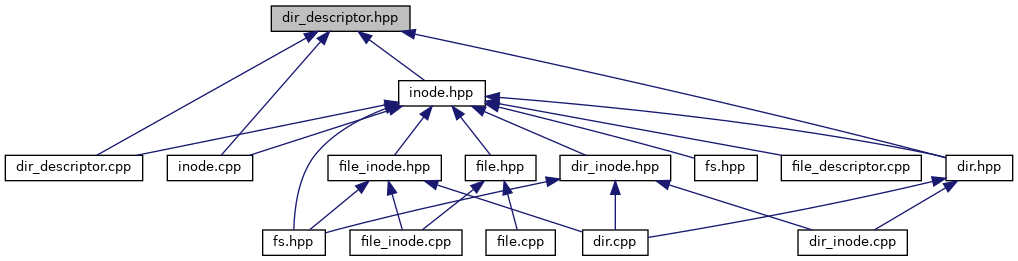 dir_descriptor.hpp
inode.hpp
dir_descriptor.cpp
inode.cpp
file_inode.hpp
file.hpp
dir_inode.hpp
fs.hpp
file_descriptor.cpp
dir.hpp
fs.hpp
file_inode.cpp
file.cpp
dir.cpp
dir_inode.cpp